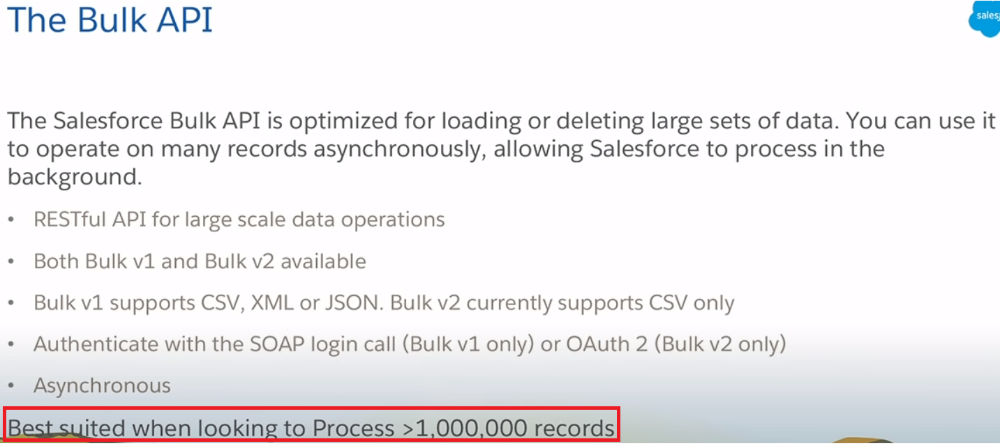 The Bulk API
sales
The Salesforce Bulk API is optimized for loading or deleting large sets of data. You can use it
to operate on many records asynchronously, allowing Salesforce to process in the
background.
• RESTful API for large scale data operations
• Both Bulk v1 and Bulk v2 available
• Bulk v1 supports CSV, XML or JSON. Bulk v2 currently supports CSV only
• Authenticate with the SOAP login call (Bulk v1 only) or OAuth 2 (Bulk v2 only)
• Asynchronous
Best suited when looking to Process >1,000,000 records